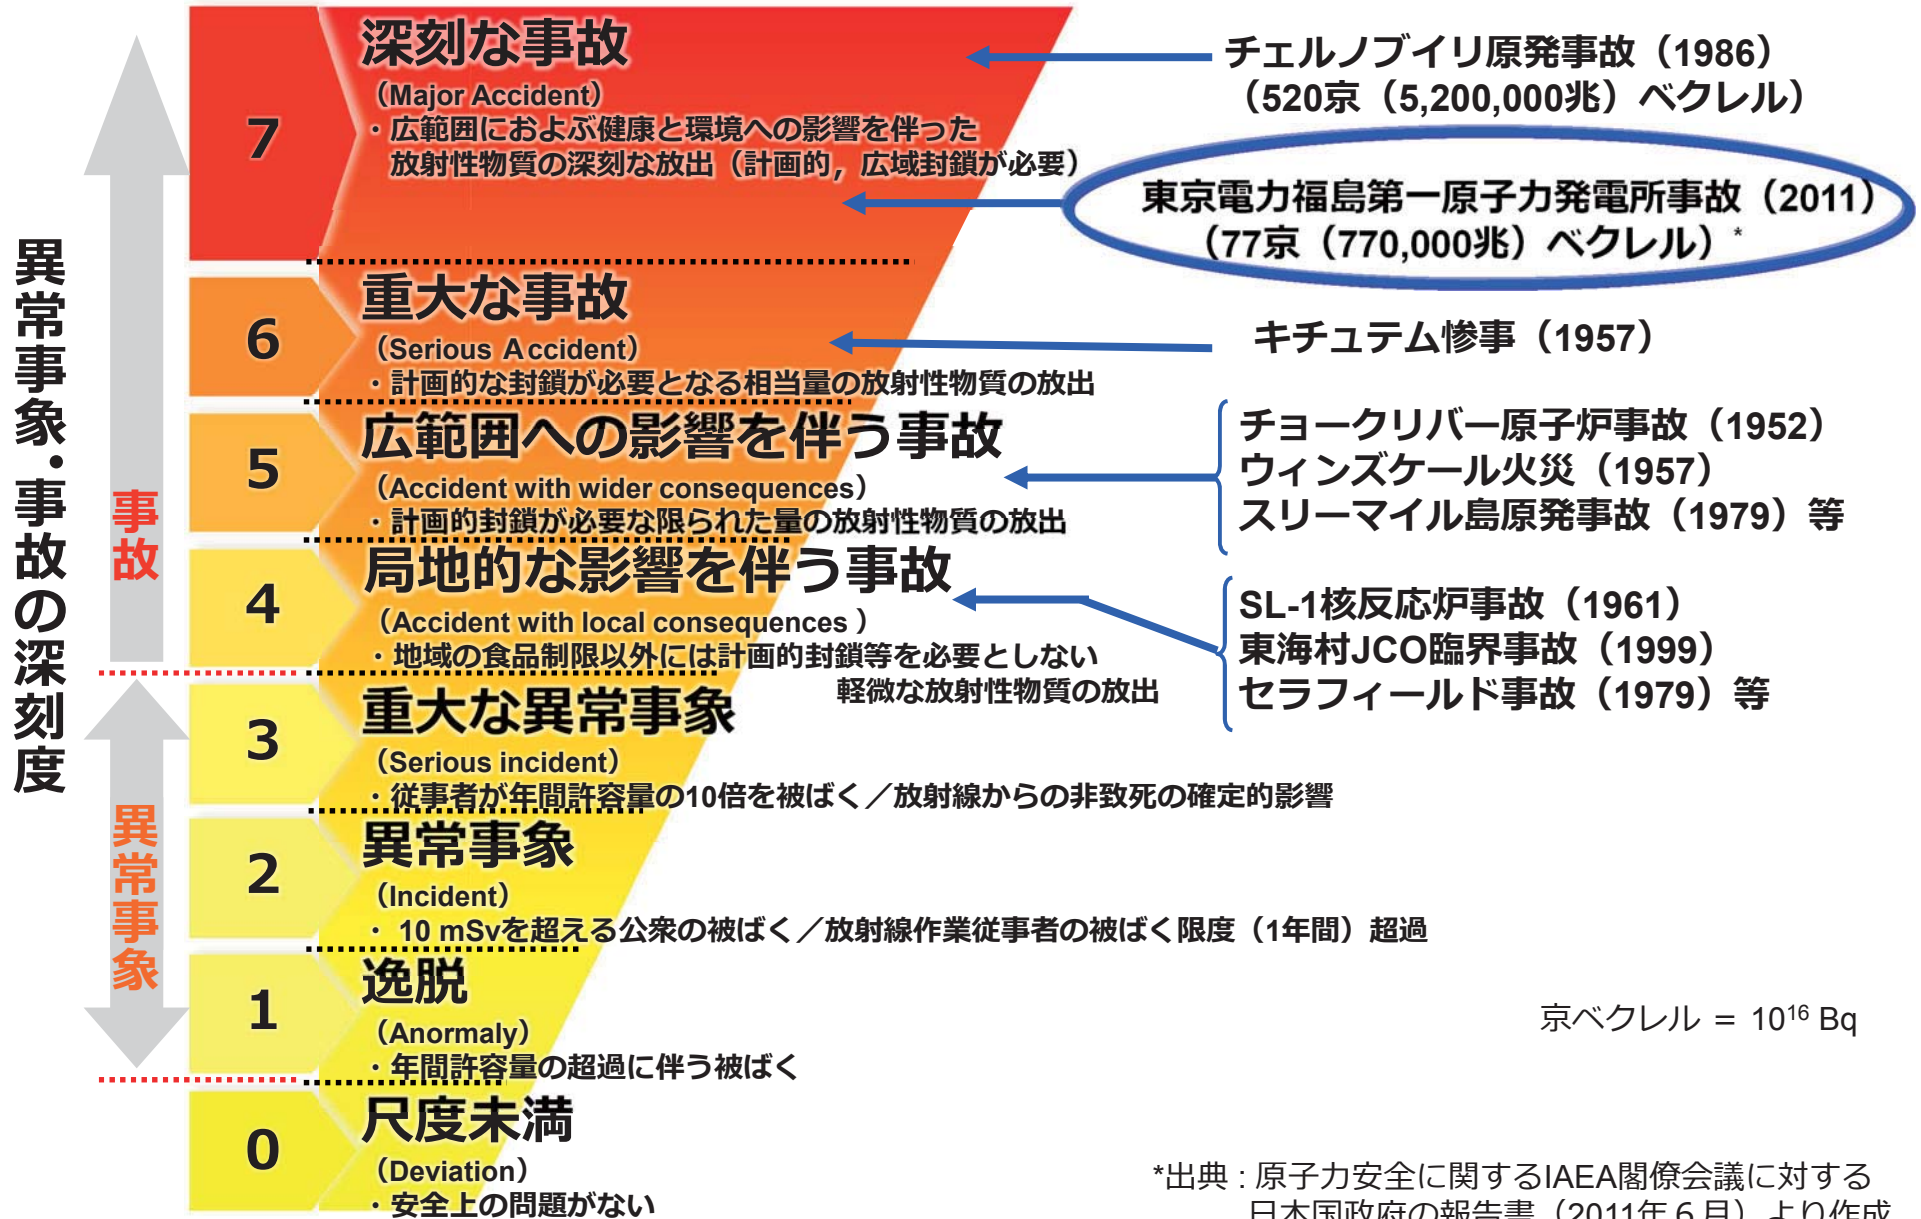 異常事象・事故の深刻度
事故
異常事象
7
深刻な事故
（Major Accident）
・広範囲におよぶ健康と環境への影響を伴った
放射性物質の深刻な放出（計画的，広域封鎖が必要）
チェルノブイリ原発事故（1986）
（520京（5,200,000兆）ベクレル）
東京電力福島第一原子力発電所事故（2011）
（77京（770,000兆）ベクレル）*
6
重大な事故
（Serious Accident）
・計画的な封鎖が必要となる相当量の放射性物質の放出
キチュテム惨事（1957）
5
広範囲への影響を伴う事故
（Accident with wider consequences）
・計画的封鎖が必要な限られた量の放射性物質の放出
チョークリバー原子炉事故（1952）
ウィンズケール火災（1957）
スリーマイル島原発事故（1979）等
4
局地的な影響を伴う事故
（Accident with local consequences ）
・地域の食品制限以外には計画的封鎖等を必要としない
軽微な放射性物質の放出
SL-1核反応炉事故（1961）
東海村JCO臨界事故（1999）
セラフィールド事故（1979）等
3
重大な異常事象
（Serious incident）
・従事者が年間許容量の10倍を被ばく／放射線からの非致死の確定的影響
2
異常事象
（Incident）
・ 10 mSvを超える公衆の被ばく／放射線作業従事者の被ばく限度（1年間）超過
1
逸脱
（Anormaly）
・年間許容量の超過に伴う被ばく
京ベクレル ＝ 10¹⁶ Bq
0
尺度未満
（Deviation）
・安全上の問題がない
*出典：原子力安全に関するIAEA閣僚会議に対する
日本国政府の報告書（2011年６月）より作成